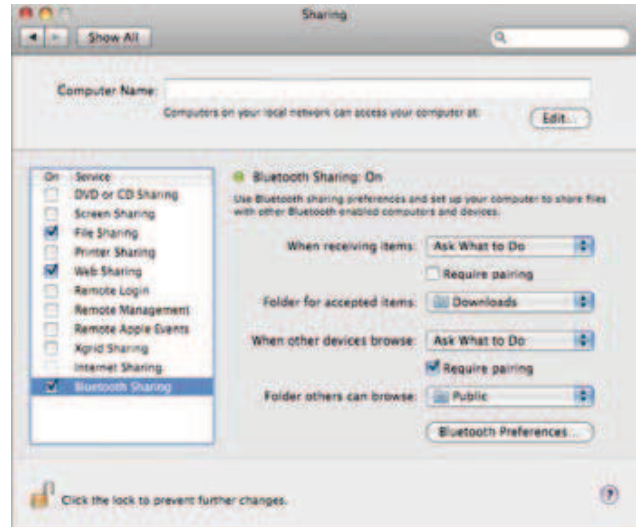 Sharing
Show All
Computer Name:
Computers on your local network can access your computer at:
Edit...
On Service
DVD or CD Sharing
Screen Sharing
File Sharing
Printer Sharing
Web Sharing
Remote Login
Remote Management
Remote Apple Events
Xgrid Sharing
Internet Sharing
Bluetooth Sharing
Bluetooth Sharing: On
Use Bluetooth sharing preferences and set up your computer to share files
with other Bluetooth enabled computers and devices.
When receiving items: Ask What to Do
Require pairing
Folder for accepted items: Downloads
When other devices browse: Ask What to Do
Require pairing
Folder others can browse: Public
Bluetooth Preferences...
Click the lock to prevent further changes.
?